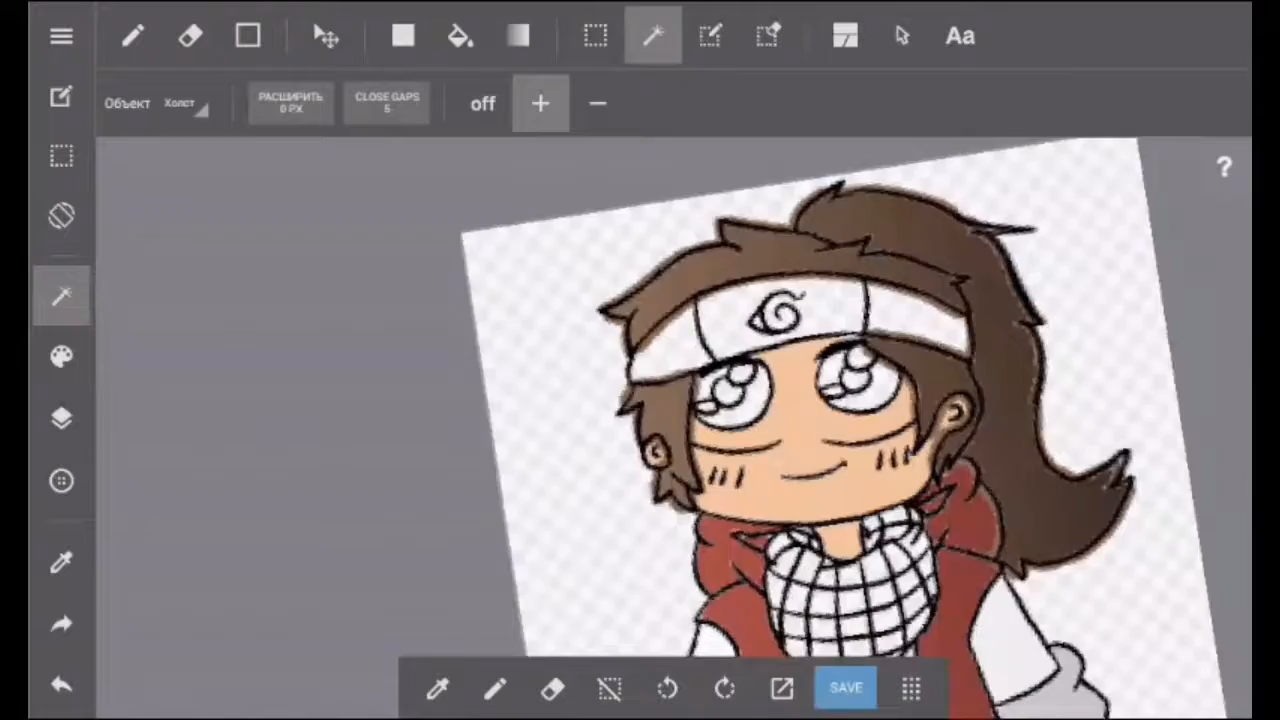 Aa
Объект Холст
РАСШИРИТЬ
0 PX
CLOSE GAPS
5
off + −
?
SAVE